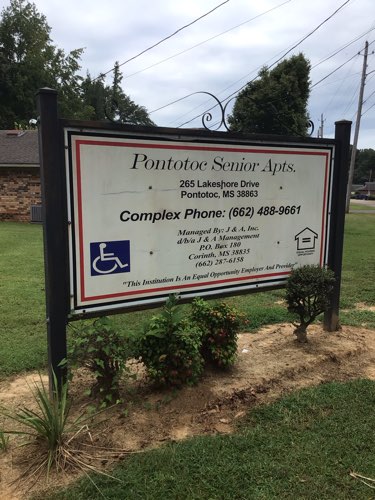 Pontotoc Senior Apts.
265 Lakeshore Drive
Pontotoc, MS 38863
Complex Phone: (662) 488-9661
Managed By: J & A, Inc.
d/b/a J & A Management
P.O. Box 180
Corinth, MS 38835
(662) 287-6158
"This Institution Is An Equal Opportunity Employer And Provider"